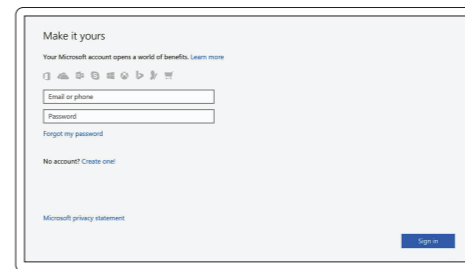 Make it yours
Your Microsoft account opens a world of benefits. Learn more
Email or phone
Password
Forgot my password
No account? Create one!
Microsoft privacy statement
Sign in